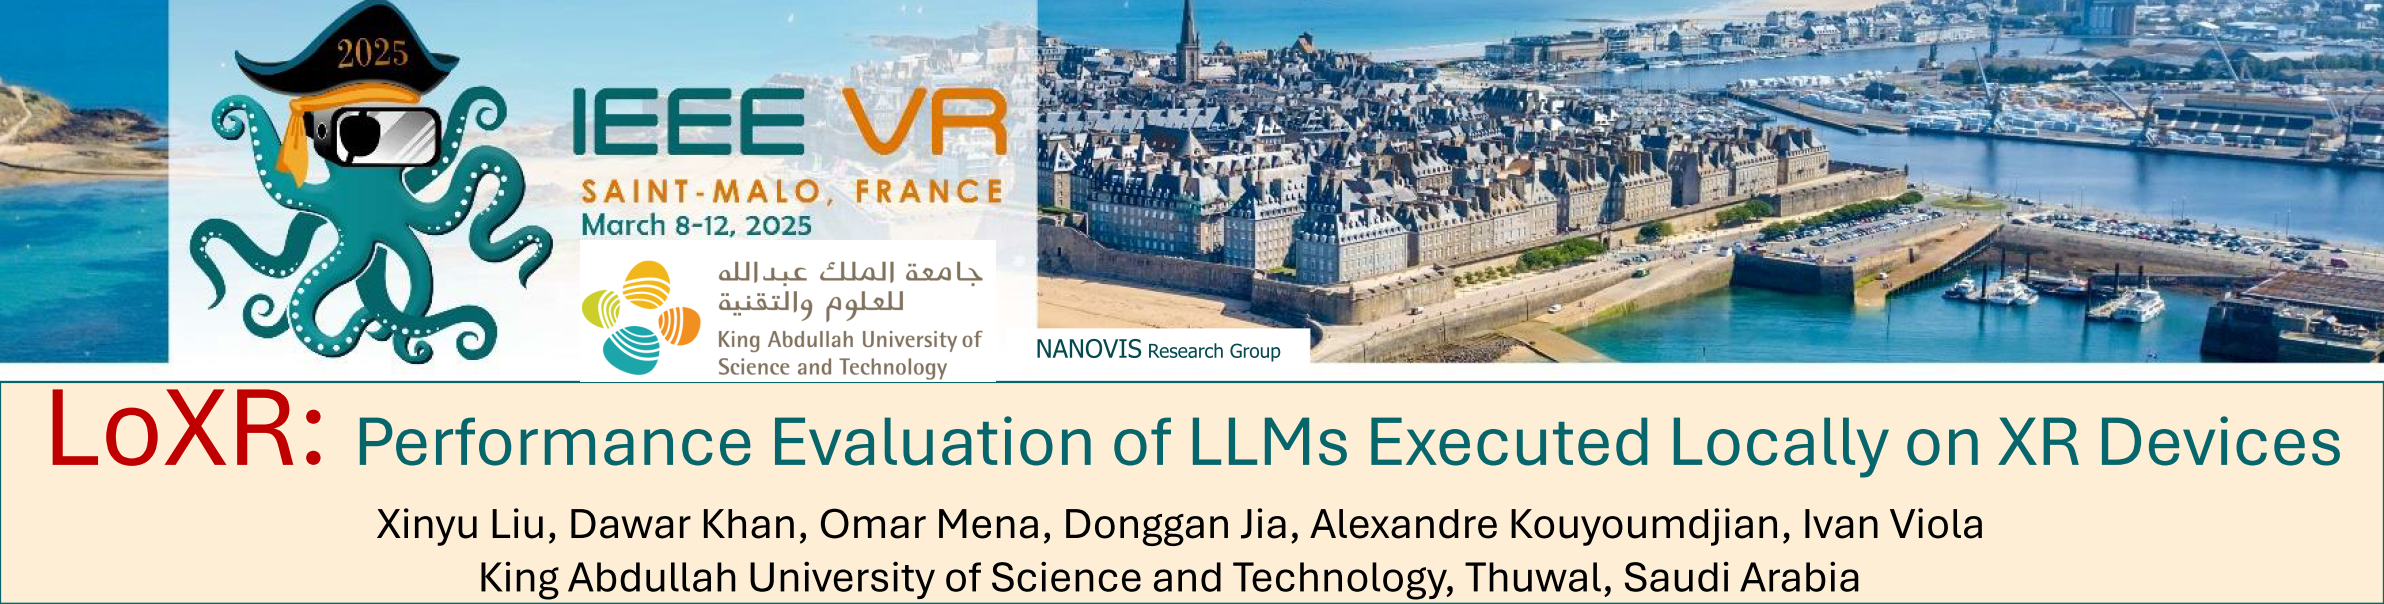 2025
IEEE VR
SAINT-MALO, FRANCE
March 8-12, 2025
جامعة الملك عبدالله
للعلوم والتقنية
King Abdullah University of
Science and Technology
NANOVIS Research Group
LoXR: Performance Evaluation of LLMs Executed Locally on XR Devices
Xinyu Liu, Dawar Khan, Omar Mena, Donggan Jia, Alexandre Kouyoumdjian, Ivan Viola
King Abdullah University of Science and Technology, Thuwal, Saudi Arabia